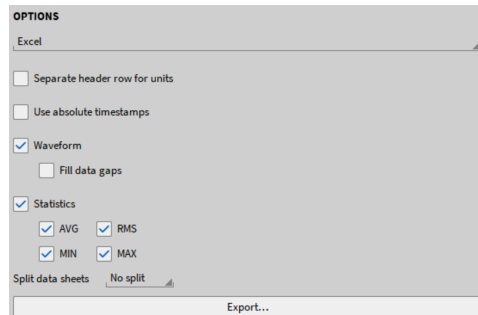 OPTIONS
Excel
Separate header row for units
Use absolute timestamps
Waveform
Fill data gaps
Statistics
AVG RMS
MIN MAX
Split data sheets No split
Export...